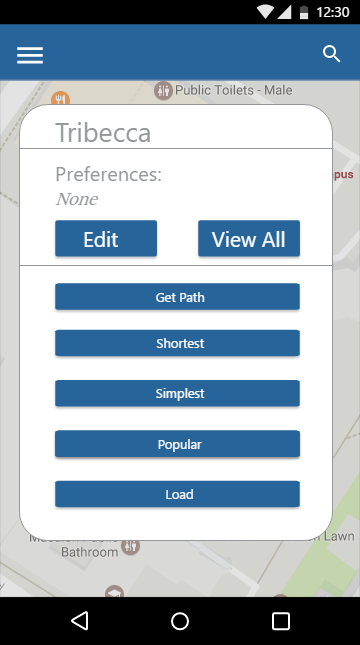 12:30
Public Toilets - Male
Tribecca
pus
Preferences:
None
Edit
View All
Get Path
Shortest
Simplest
Popular
Load
Lawn
Bathroom